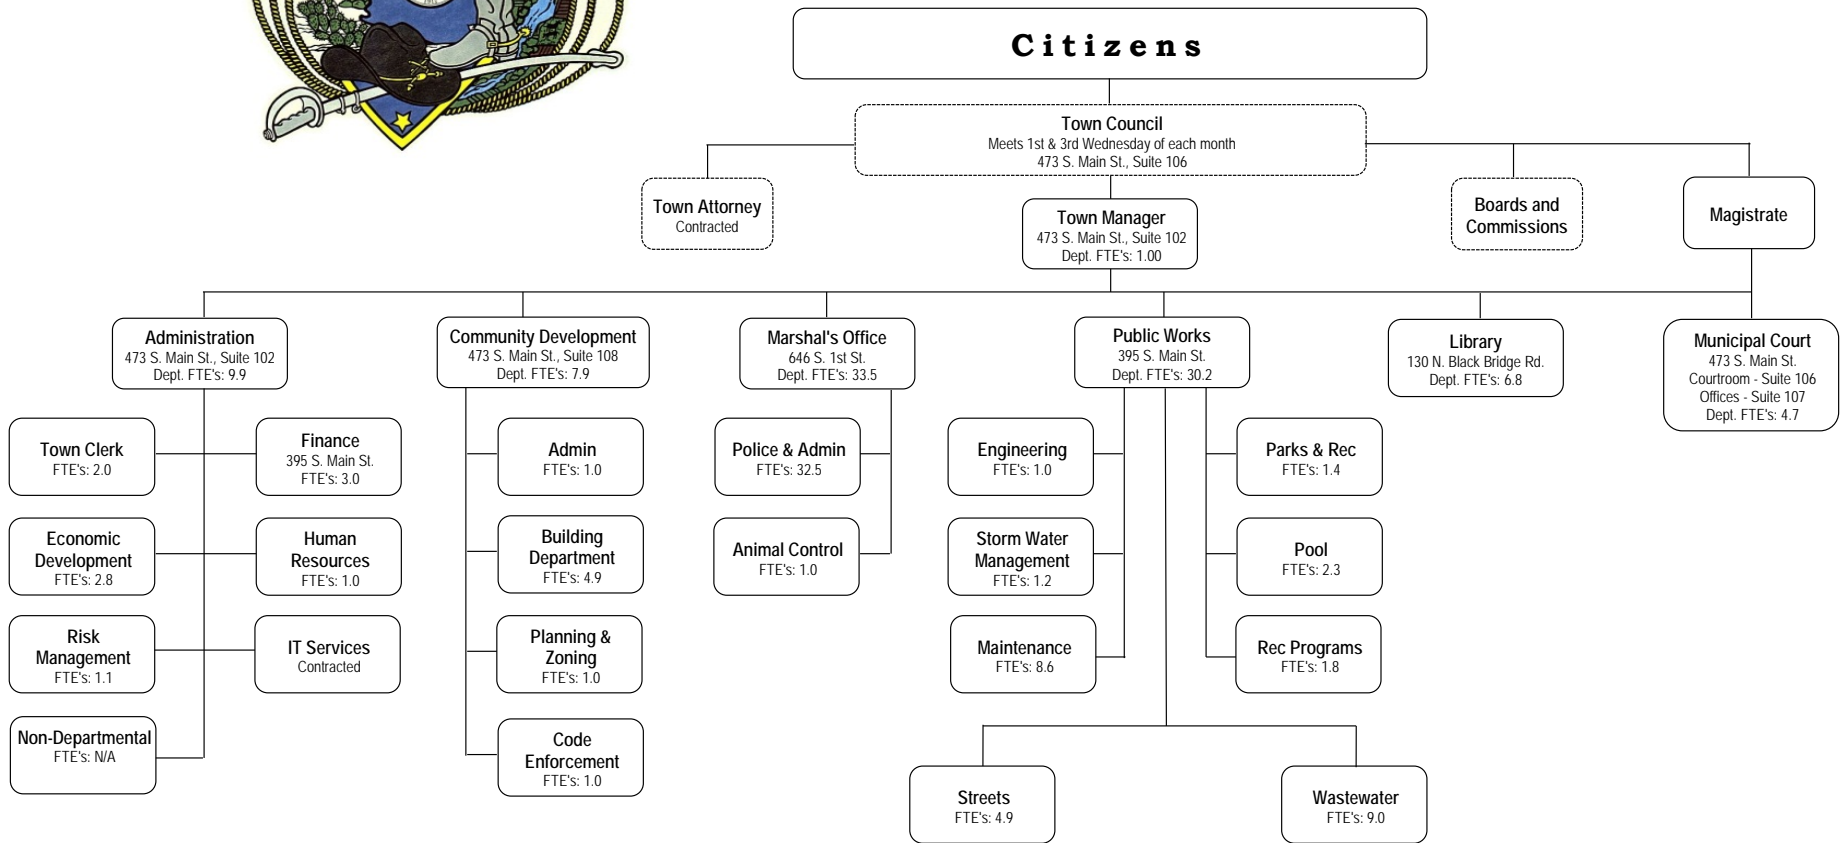 Citizens
Town Council
Meets 1st & 3rd Wednesday of each month
473 S. Main St., Suite 106
Town Attorney
Contracted
Town Manager
473 S. Main St., Suite 102
Dept. FTE's: 1.00
Boards and
Commissions
Magistrate
Administration
473 S. Main St., Suite 102
Dept. FTE's: 9.9
Community Development
473 S. Main St., Suite 108
Dept. FTE's: 7.9
Marshal's Office
646 S. 1st St.
Dept. FTE's: 33.5
Public Works
395 S. Main St.
Dept. FTE's: 30.2
Library
130 N. Black Bridge Rd.
Dept. FTE's: 6.8
Municipal Court
473 S. Main St.
Courtroom - Suite 106
Offices - Suite 107
Dept. FTE's: 4.7
Town Clerk
FTE's: 2.0
Finance
395 S. Main St.
FTE's: 3.0
Economic
Development
FTE's: 2.8
Human
Resources
FTE's: 1.0
Risk
Management
FTE's: 1.1
IT Services
Contracted
Non-Departmental
FTE's: N/A
Admin
FTE's: 1.0
Building
Department
FTE's: 4.9
Planning &
Zoning
FTE's: 1.0
Code
Enforcement
FTE's: 1.0
Police & Admin
FTE's: 32.5
Animal Control
FTE's: 1.0
Engineering
FTE's: 1.0
Storm Water
Management
FTE's: 1.2
Maintenance
FTE's: 8.6
Parks & Rec
FTE's: 1.4
Pool
FTE's: 2.3
Rec Programs
FTE's: 1.8
Streets
FTE's: 4.9
Wastewater
FTE's: 9.0